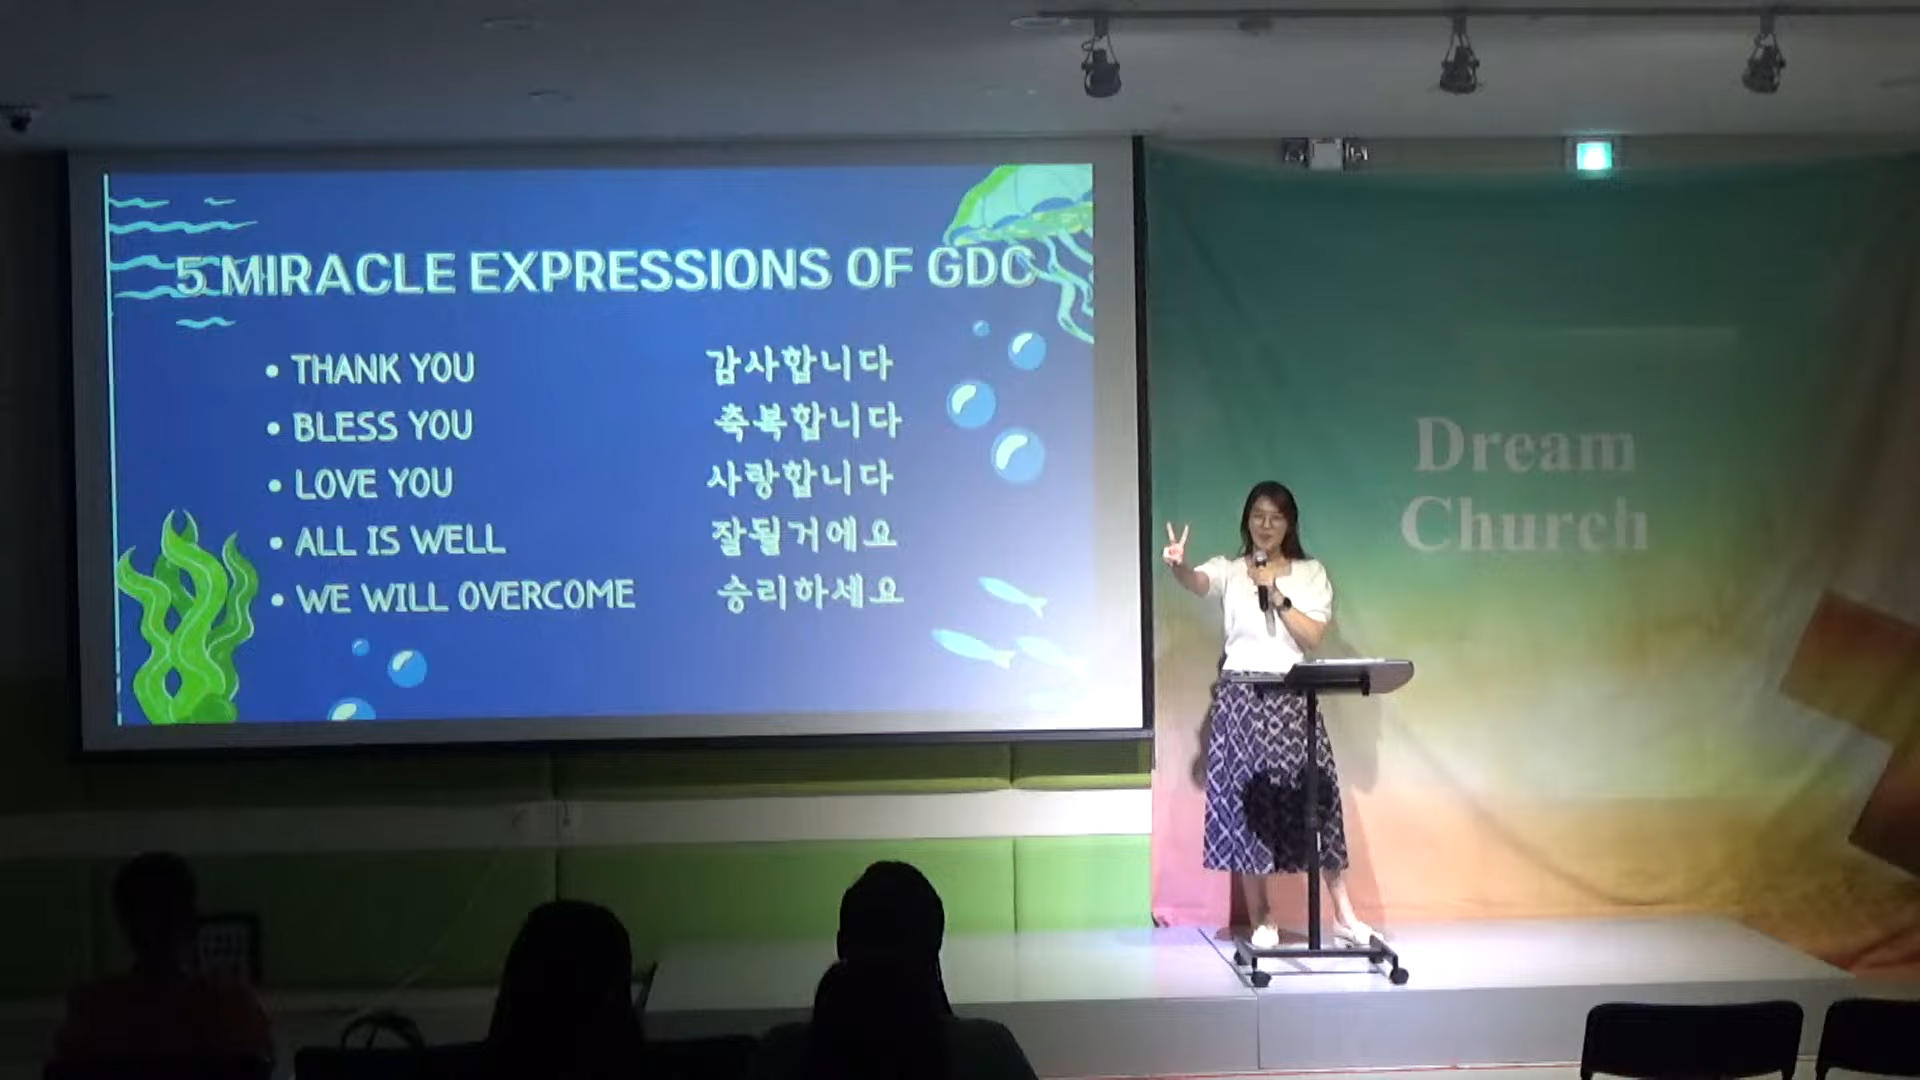 5 MIRACLE EXPRESSIONS OF GDC
• THANK YOU 감사합니다
• BLESS YOU 축복합니다
• LOVE YOU 사랑합니다
• ALL IS WELL 잘될거에요
• WE WILL OVERCOME 승리하세요
Dream
Church